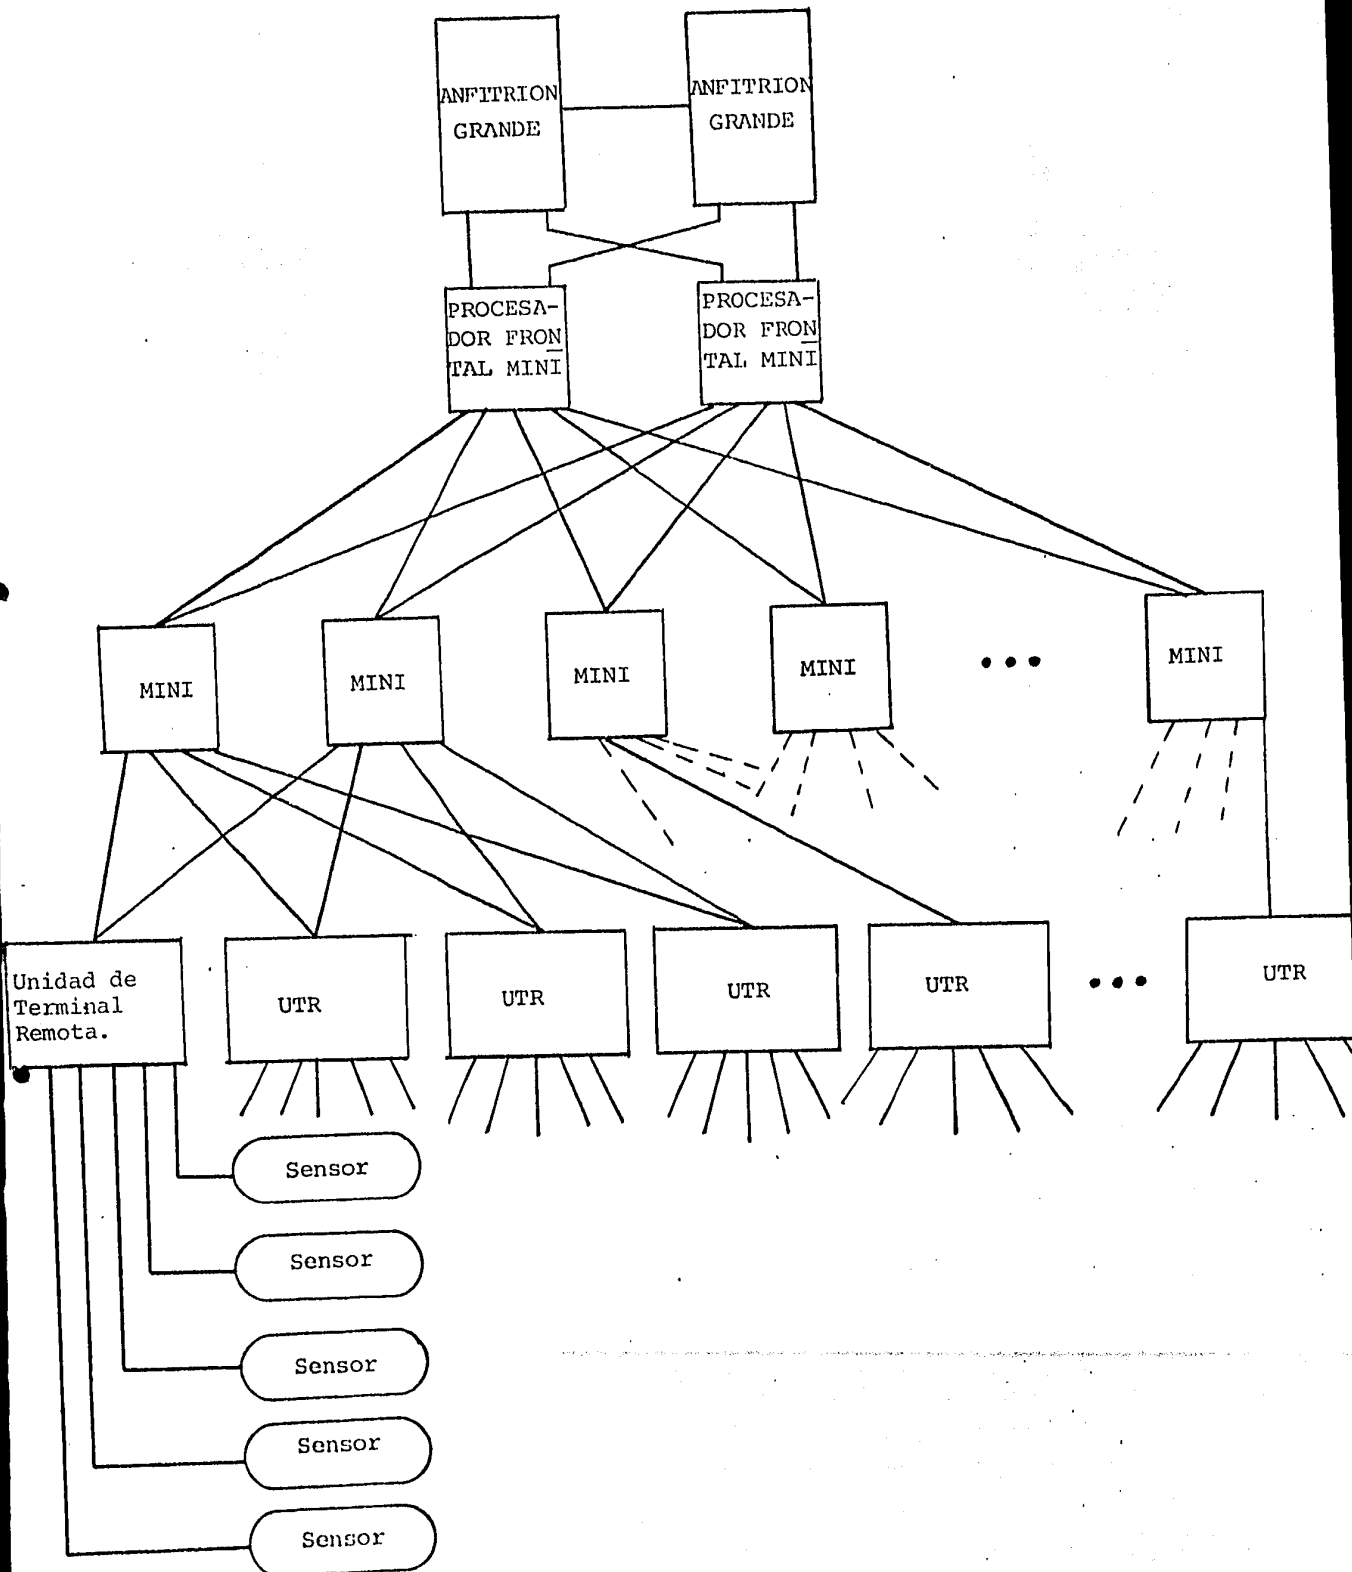 ANFITRION
GRANDE
ANFITRION
GRANDE
PROCESA-
DOR FRON
TAL MINI
PROCESA-
DOR FRON
TAL MINI
MINI
MINI
MINI
MINI
MINI
Unidad de
Terminal
Remota.
UTR
UTR
UTR
UTR
UTR
Sensor
Sensor
Sensor
Sensor
Sensor